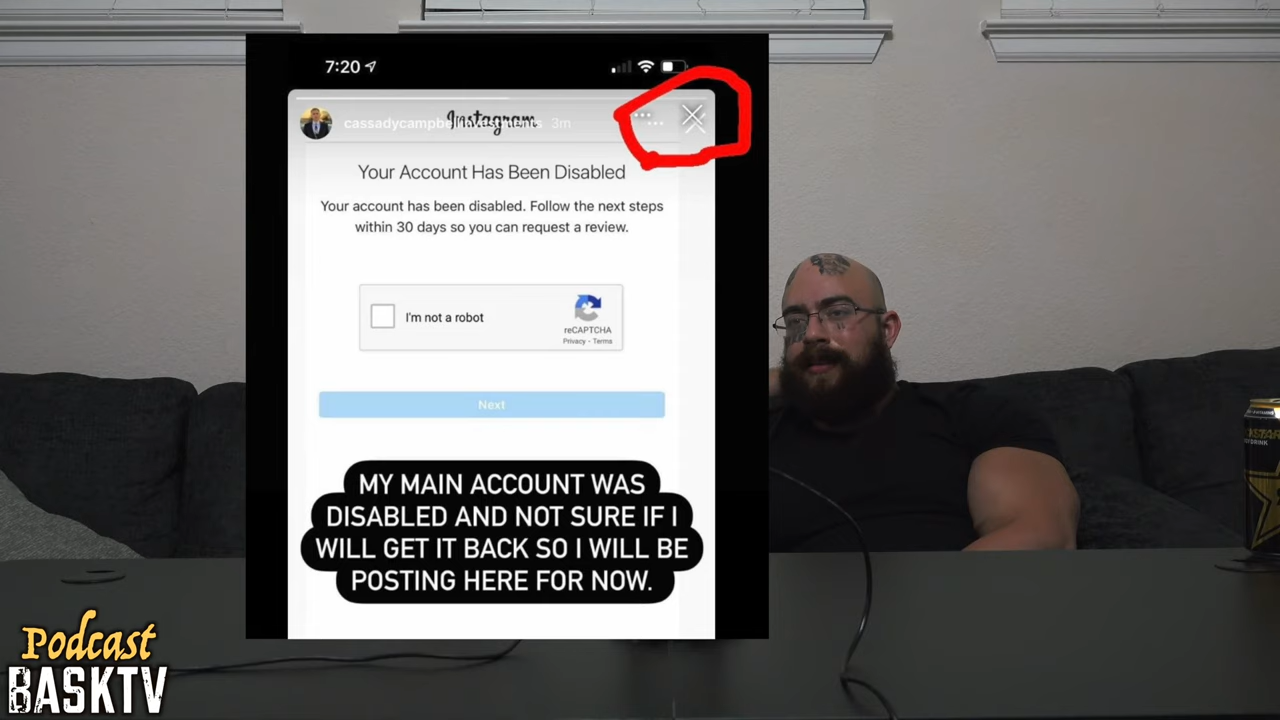 7:20
Instagram
cassadycampbellinvestments 3m
Your Account Has Been Disabled
Your account has been disabled. Follow the next steps
within 30 days so you can request a review.
I'm not a robot
reCAPTCHA
Privacy - Terms
Next
MY MAIN ACCOUNT WAS
DISABLED AND NOT SURE IF I
WILL GET IT BACK SO I WILL BE
POSTING HERE FOR NOW.
Podcast
BASKTV